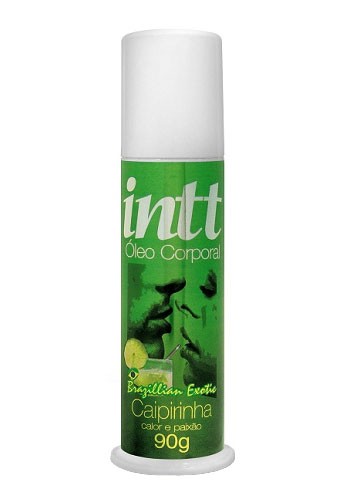 intt
Óleo Corporal
Brazillian Exotic
Caipirinha
calor e paixão
90g